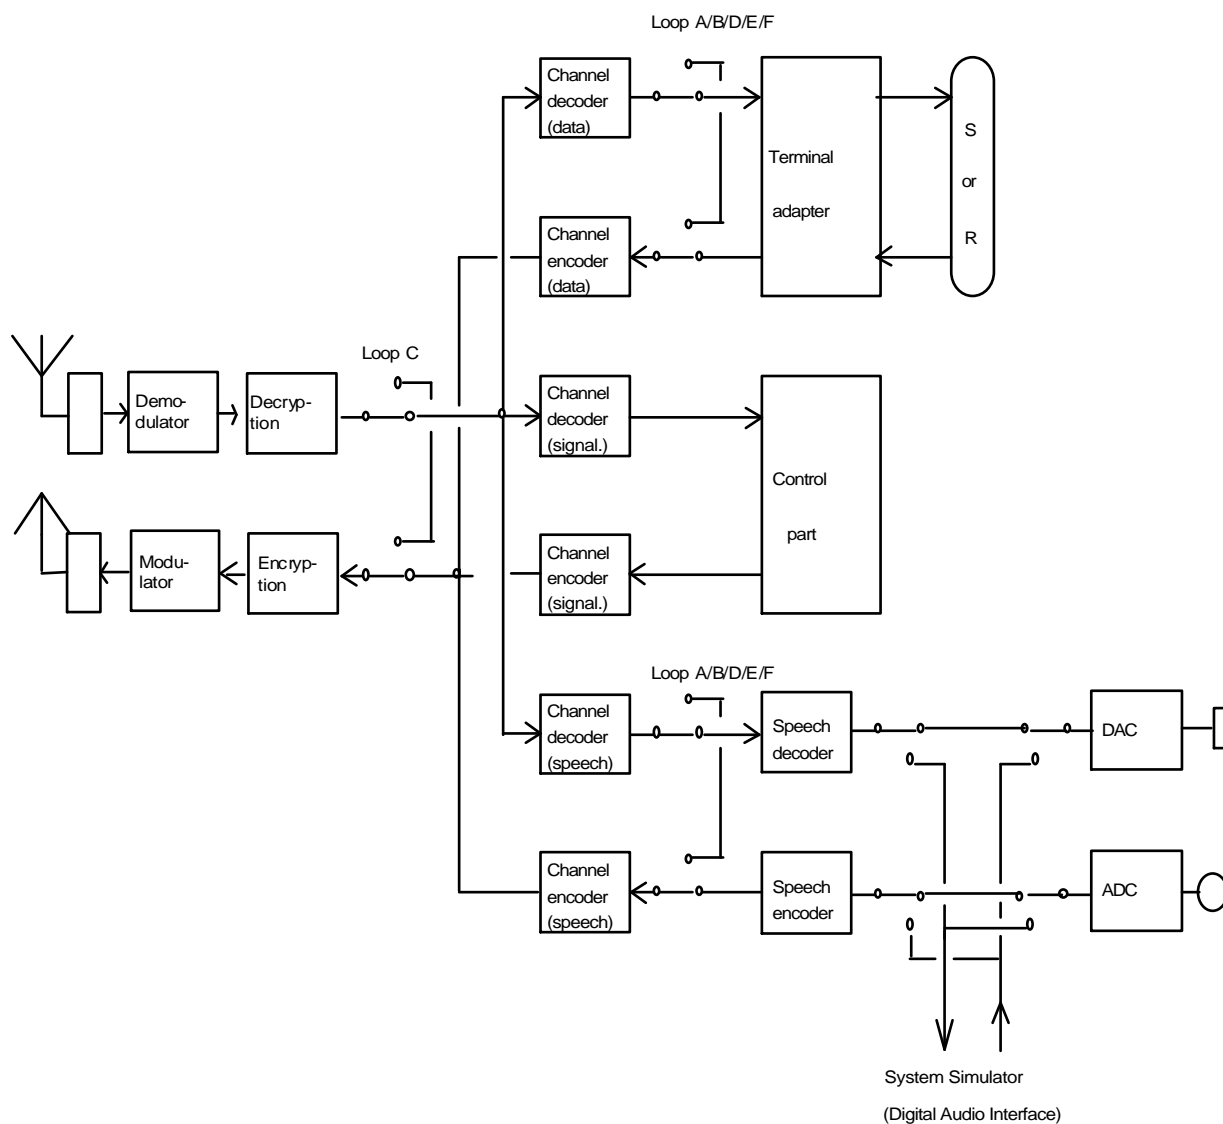 Loop A/B/D/E/F
Channel
decoder
(data)
Terminal
adapter
S
or
R
Channel
encoder
(data)
Loop C
Demo-
dulator
Decryp-
tion
Channel
decoder
(signal.)
Control
part
Modu-
lator
Encryp-
tion
Channel
encoder
(signal.)
Loop A/B/D/E/F
Channel
decoder
(speech)
Speech
decoder
DAC
Channel
encoder
(speech)
Speech
encoder
ADC
System Simulator
(Digital Audio Interface)